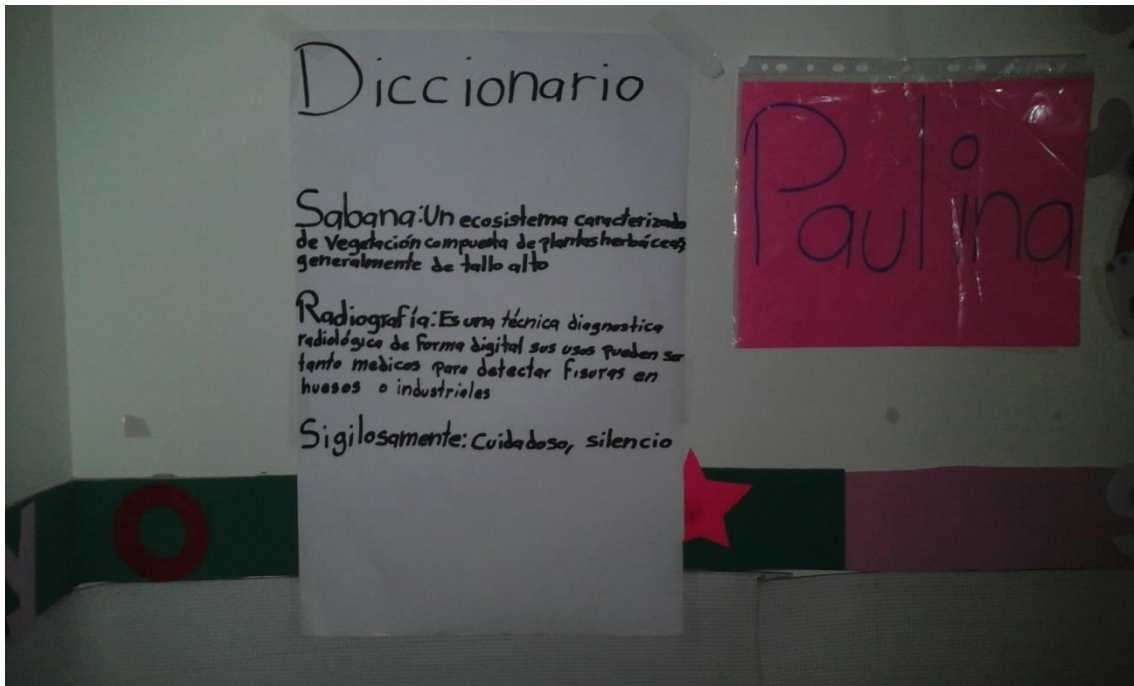 Diccionario
Sabana: Un ecosistema caracterizado
de Vegetación compuesta de plantas herbáceas,
generalmente de tallo alto
Radiografía: Es una técnica diagnostica
radiológica de forma digital sus usos pueden ser
tanto medicos para detectar fisuras en
huesos o industriales
Sigilosamente: Cuidadoso, silencio
Paulina